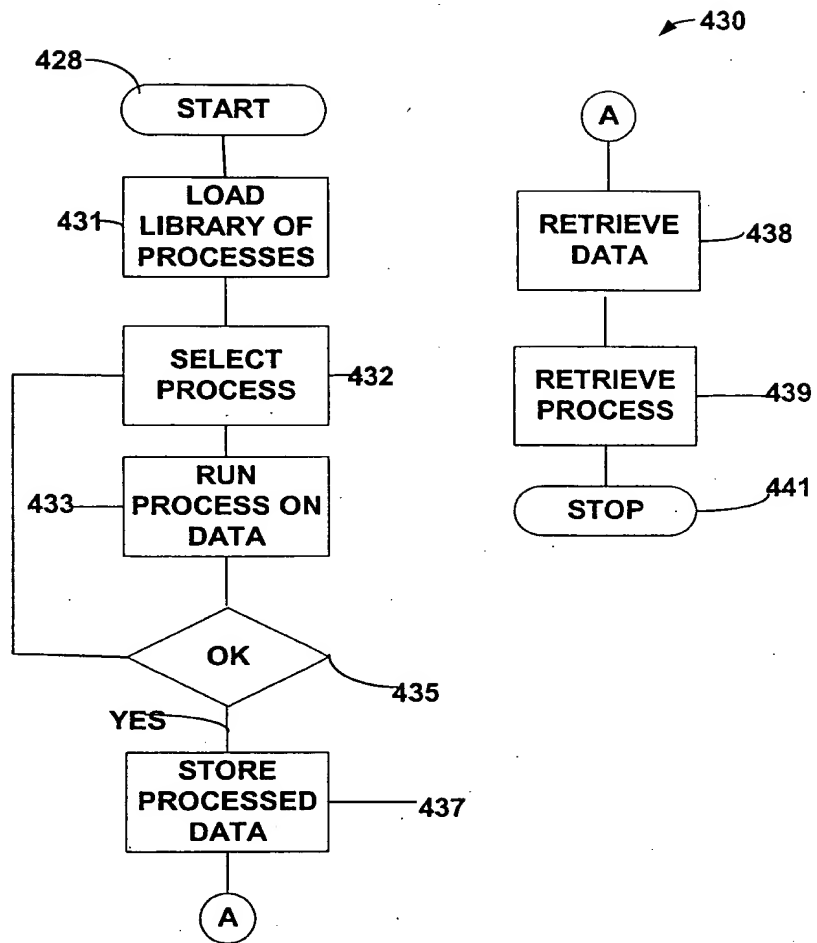 430
428
START
431
LOAD
LIBRARY OF
PROCESSES
SELECT
PROCESS
432
433
RUN
PROCESS ON
DATA
OK
435
YES
STORE
PROCESSED
DATA
437
A
A
RETRIEVE
DATA
438
RETRIEVE
PROCESS
439
STOP
441